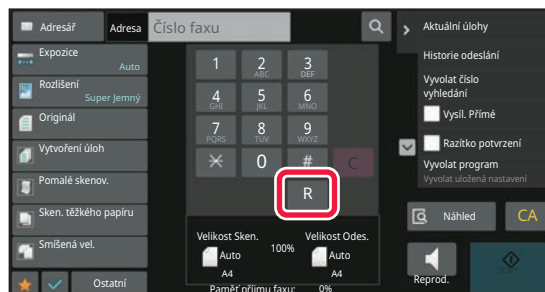 Adresář
Adresa
Číslo faxu
Expozice
Auto
Rozlišení
Super Jemný
Originál
Vytvoření úloh
Pomalé skenov.
Sken. těžkého papíru
Smíšená vel.
Ostatní
1
2
ABC
3
DEF
4
GHI
5
JKL
6
MNO
7
PQRS
8
TUV
9
WXYZ
0
#
C
R
Velikost Sken.
100%
Velikost Odes.
Auto
A4
Auto
A4
Paměť příjmu faxu: 0%
Aktuální úlohy
Historie odeslání
Vyvolat číslo
vyhledání
Vysíl. Přímé
Razítko potvrzení
Vyvolat program
Vyvolat uložená nastavení
Náhled
CA
Reprod.